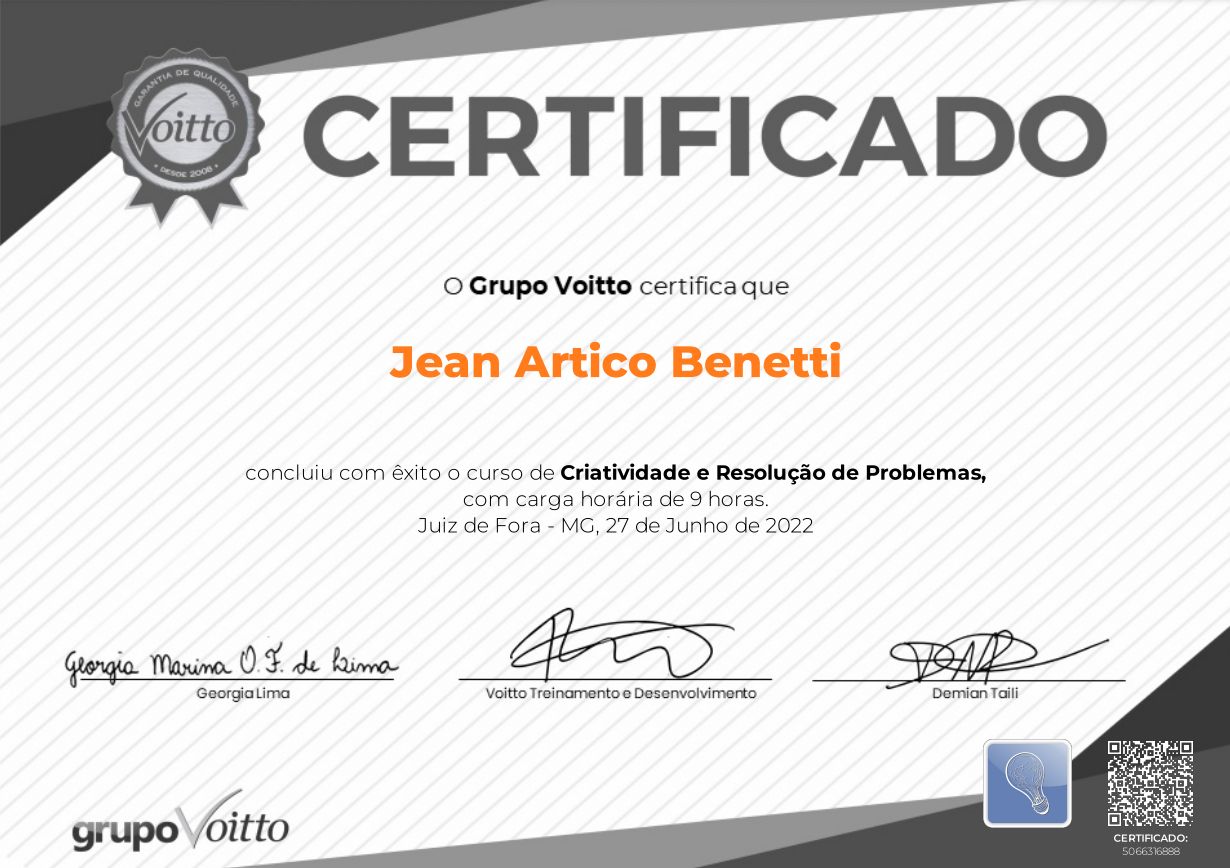 GARANTIA DE QUALIDADE
Voitto
• DESDE 2008 •
CERTIFICADO
O Grupo Voitto certifica que
Jean Artico Benetti
concluiu com êxito o curso de Criatividade e Resolução de Problemas,
com carga horária de 9 horas.
Juiz de Fora - MG, 27 de Junho de 2022
Georgia Marina O. F. de Lima
Georgia Lima
Voitto Treinamento e Desenvolvimento
Demian Taili
grupo Voitto
CERTIFICADO:
5066316888